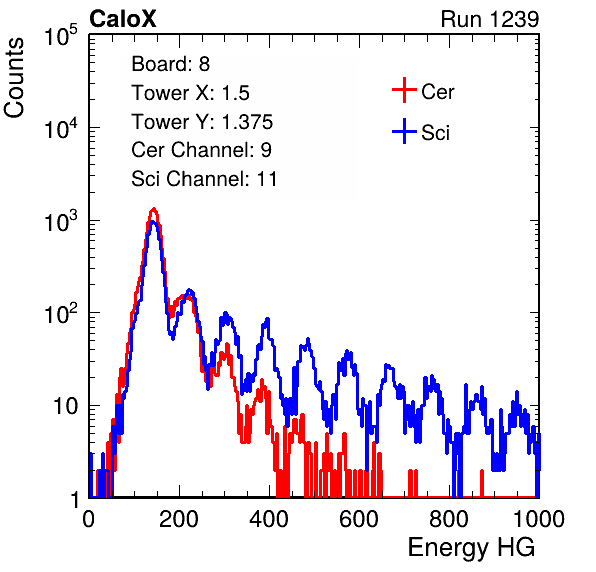 CaloX Run 1239
Counts
10^5
10^4
10^3
10^2
10
1
Board: 8
Tower X: 1.5
Tower Y: 1.375
Cer Channel: 9
Sci Channel: 11
Cer
Sci
0 200 400 600 800 1000
Energy HG